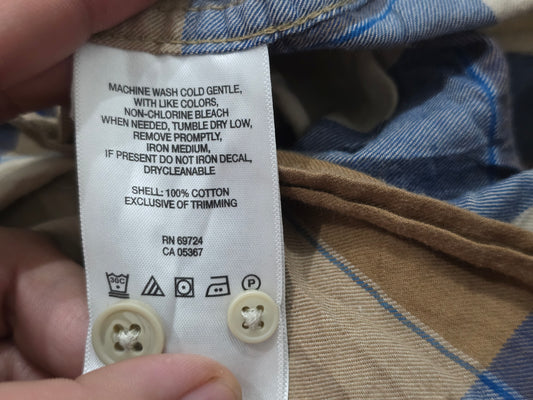 MACHINE WASH COLD GENTLE,
WITH LIKE COLORS,
NON-CHLORINE BLEACH
WHEN NEEDED, TUMBLE DRY LOW,
REMOVE PROMPTLY,
IRON MEDIUM,
IF PRESENT DO NOT IRON DECAL,
DRYCLEANABLE
SHELL: 100% COTTON
EXCLUSIVE OF TRIMMING
RN 69724
CA 05367
30C P